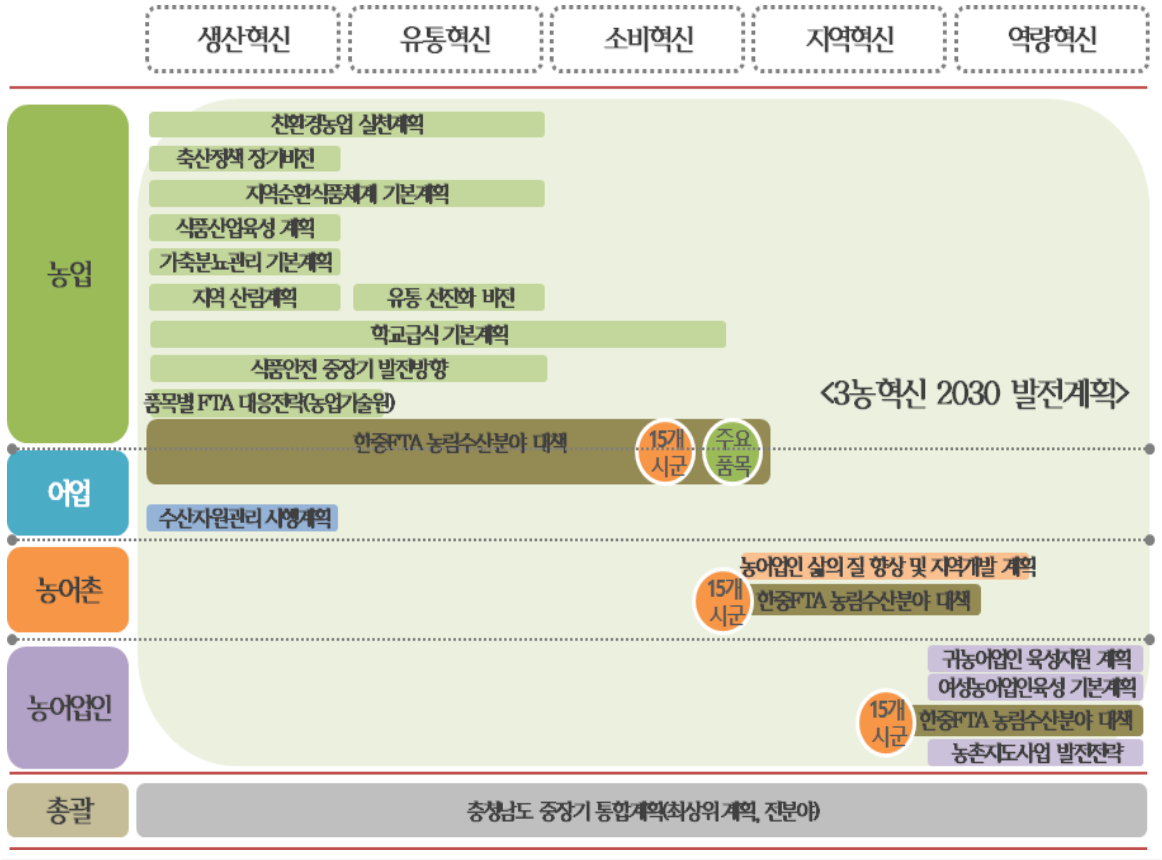 생산혁신
유통혁신
소비혁신
지역혁신
역량혁신
농업
친환경농업 실천계획
축산정책 장기비전
지역순환식품체계 기본계획
식품산업육성 계획
가축분뇨관리 기본계획
지역 산림계획
유통 선진화 비전
학교급식 기본계획
식품안전 중장기 발전방향
품목별 FTA 대응전략(농업기술원)
<3농혁신 2030 발전계획>
한중FTA 농림수산분야 대책
15개
시군
주요
품목
어업
수산자원관리 시행계획
농어촌
농어업인 삶의 질 향상 및 지역개발 계획
15개
시군
한중FTA 농림수산분야 대책
농어업인
귀농어업인 육성지원 계획
여성농어업인육성 기본계획
15개
시군
한중FTA 농림수산분야 대책
농촌지도사업 발전전략
총괄
충청남도 중장기 통합계획(최상위 계획, 전분야)